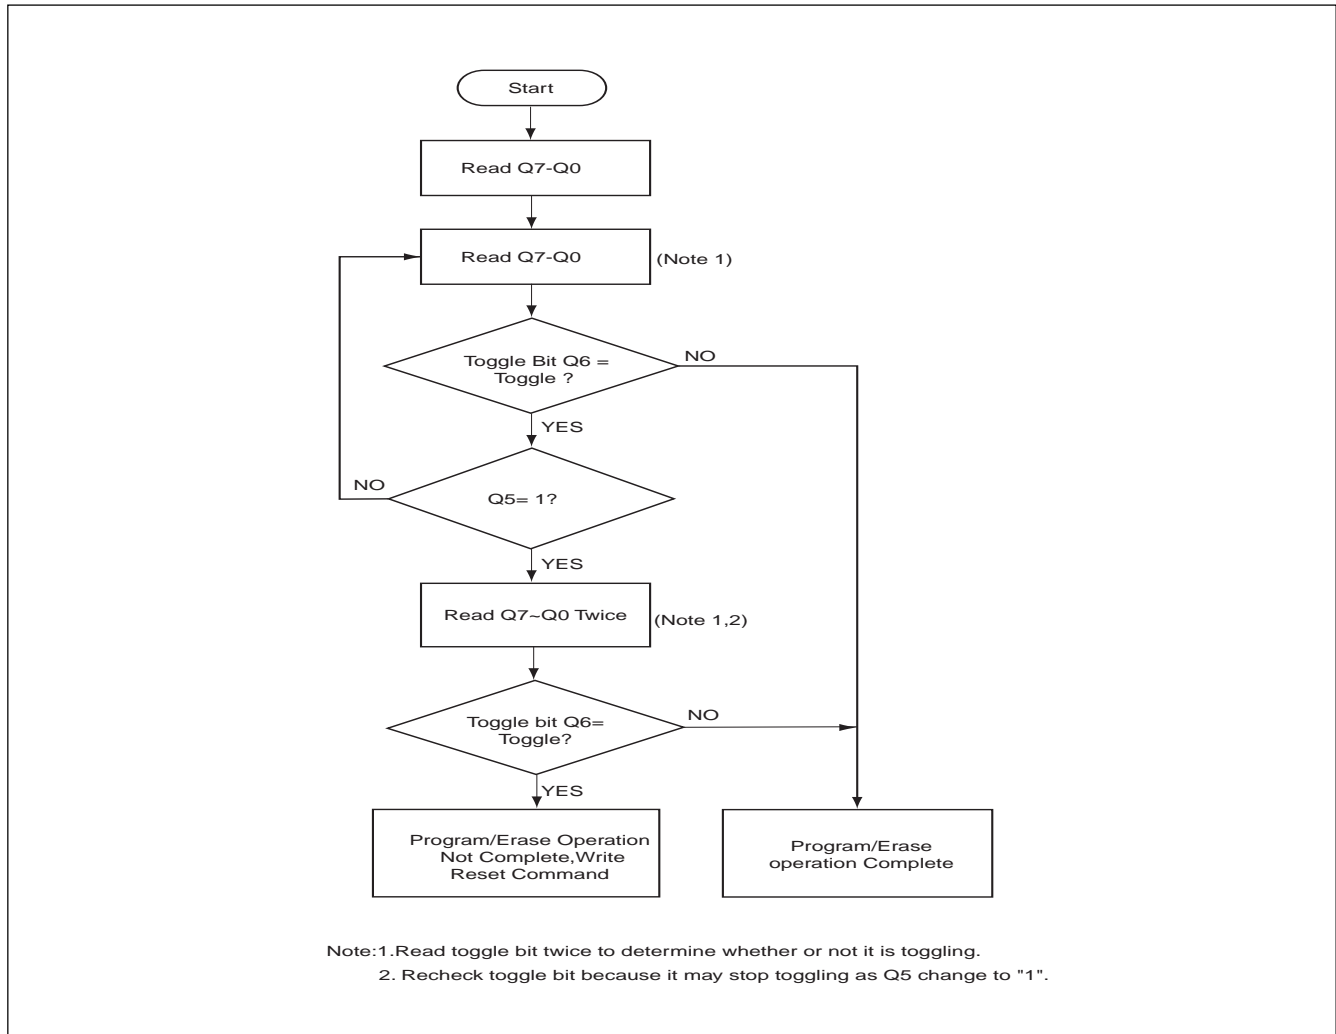 Start
Read Q7-Q0
Read Q7-Q0
(Note 1)
Toggle Bit Q6 =
Toggle ?
NO
YES
NO
Q5= 1?
YES
Read Q7~Q0 Twice
(Note 1,2)
Toggle bit Q6=
Toggle?
NO
YES
Program/Erase Operation
Not Complete,Write
Reset Command
Program/Erase
operation Complete
Note:1.Read toggle bit twice to determine whether or not it is toggling.
2. Recheck toggle bit because it may stop toggling as Q5 change to "1".